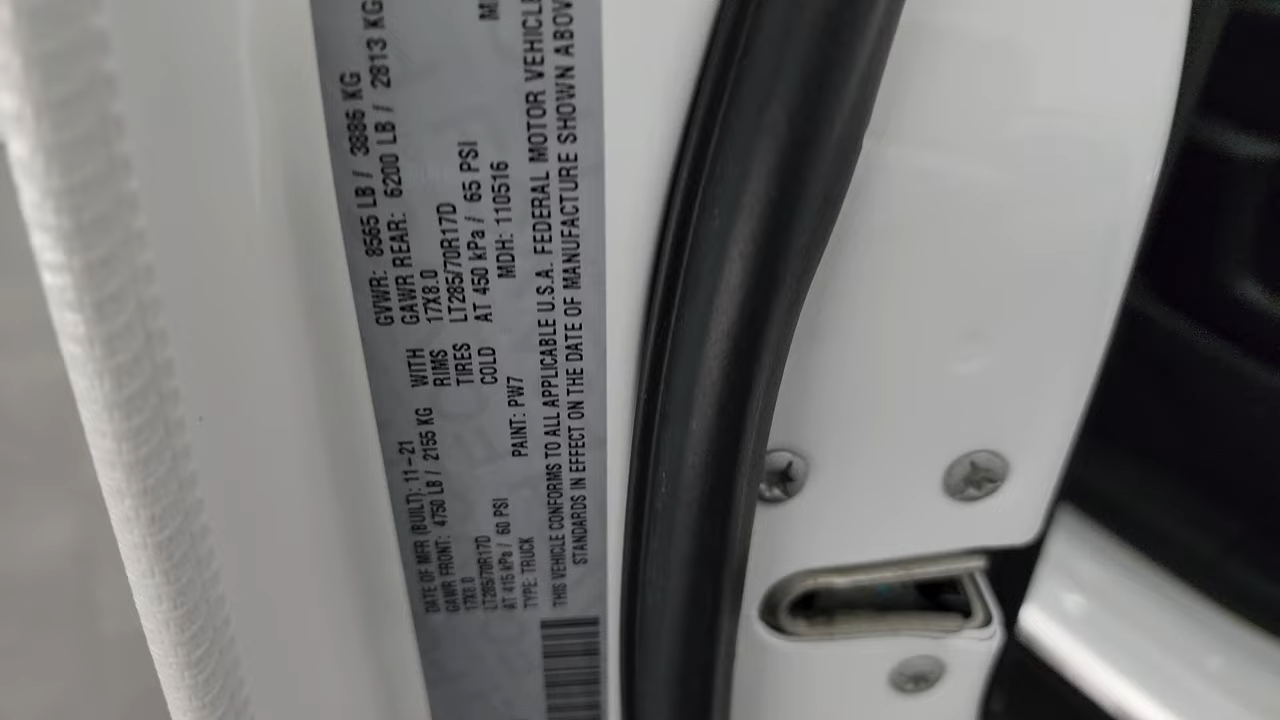 DATE OF MFR (BUILT): 11-21 GVWR: 8565 LB / 3886 KG
GAWR FRONT: 4750 LB / 2155 KG WITH GAWR REAR: 6200 LB / 2813 KG
17X8.0 RIMS 17X8.0
LT285/70R17D TIRES LT285/70R17D
AT 415 kPa / 60 PSI COLD AT 450 kPa / 65 PSI
TYPE: TRUCK PAINT: PW7 MDH: 110516
THIS VEHICLE CONFORMS TO ALL APPLICABLE U.S.A. FEDERAL MOTOR VEHICLE
STANDARDS IN EFFECT ON THE DATE OF MANUFACTURE SHOWN ABOV